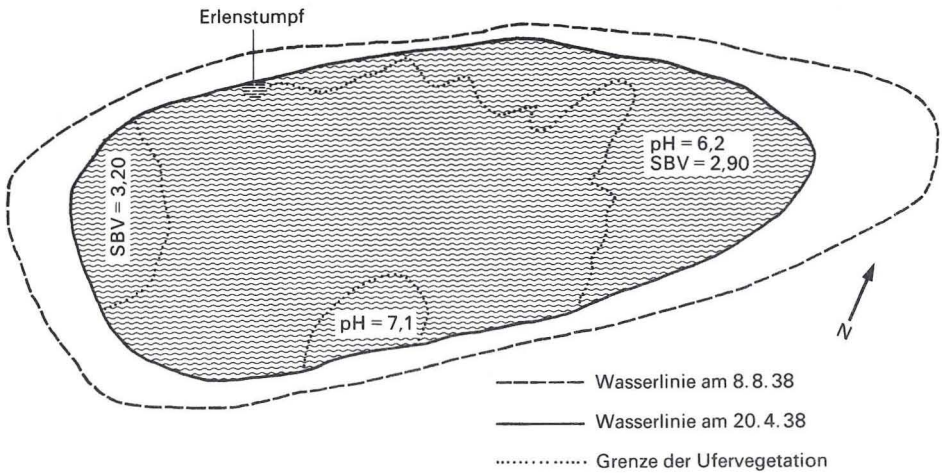 Erlenstumpf
pH = 6,2
SBV = 2,90
SBV = 3,20
pH = 7,1
N
Wasserlinie am 8.8.38
Wasserlinie am 20.4.38
Grenze der Ufervegetation